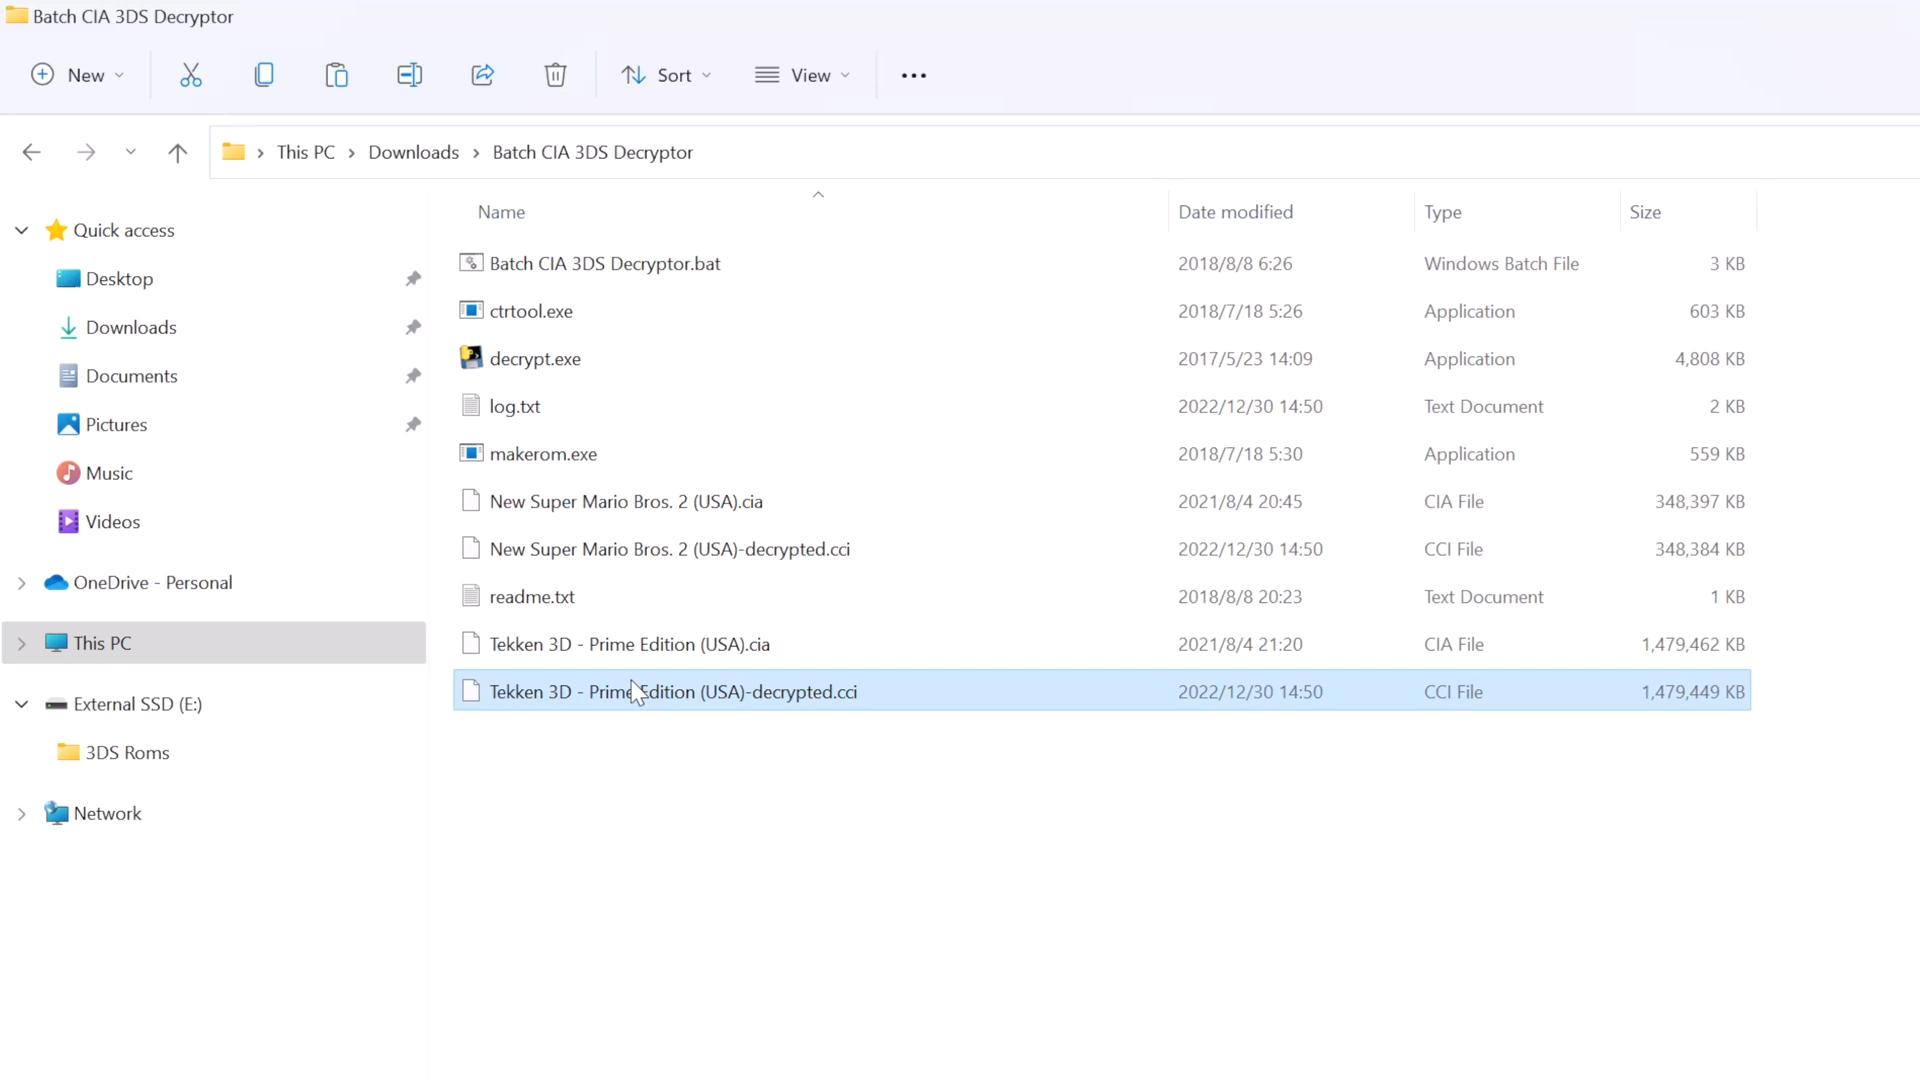 Batch CIA 3DS Decryptor
New
Sort
View
This PC > Downloads > Batch CIA 3DS Decryptor
Name Date modified Type Size
Quick access
Desktop
Downloads
Documents
Pictures
Music
Videos
OneDrive - Personal
This PC
External SSD (E:)
3DS Roms
Network
Batch CIA 3DS Decryptor.bat 2018/8/8 6:26 Windows Batch File 3 KB
ctrtool.exe 2018/7/18 5:26 Application 603 KB
decrypt.exe 2017/5/23 14:09 Application 4,808 KB
log.txt 2022/12/30 14:50 Text Document 2 KB
makerom.exe 2018/7/18 5:30 Application 559 KB
New Super Mario Bros. 2 (USA).cia 2021/8/4 20:45 CIA File 348,397 KB
New Super Mario Bros. 2 (USA)-decrypted.cci 2022/12/30 14:50 CCI File 348,384 KB
readme.txt 2018/8/8 20:23 Text Document 1 KB
Tekken 3D - Prime Edition (USA).cia 2021/8/4 21:20 CIA File 1,479,462 KB
Tekken 3D - Prime Edition (USA)-decrypted.cci 2022/12/30 14:50 CCI File 1,479,449 KB